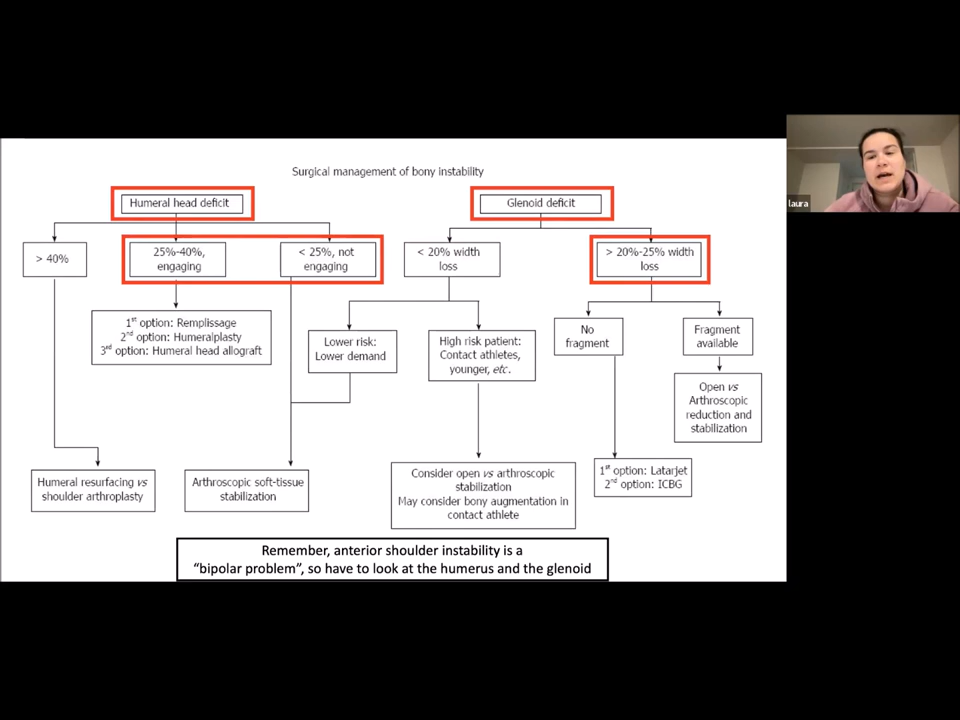 Surgical management of bony instability
Humeral head deficit
Glenoid deficit
> 40%
25%-40%,
engaging
< 25%, not
engaging
< 20% width
loss
> 20%-25% width
loss
1st option: Remplissage
2nd option: Humeralplasty
3rd option: Humeral head allograft
Lower risk:
Lower demand
High risk patient:
Contact athletes,
younger, etc.
No
fragment
Fragment
available
Open vs
Arthroscopic
reduction and
stabilization
Humeral resurfacing vs
shoulder arthroplasty
Arthroscopic soft-tissue
stabilization
Consider open vs arthroscopic
stabilization
May consider bony augmentation in
contact athlete
1st option: Latarjet
2nd option: ICBG
Remember, anterior shoulder instability is a
“bipolar problem”, so have to look at the humerus and the glenoid
laura